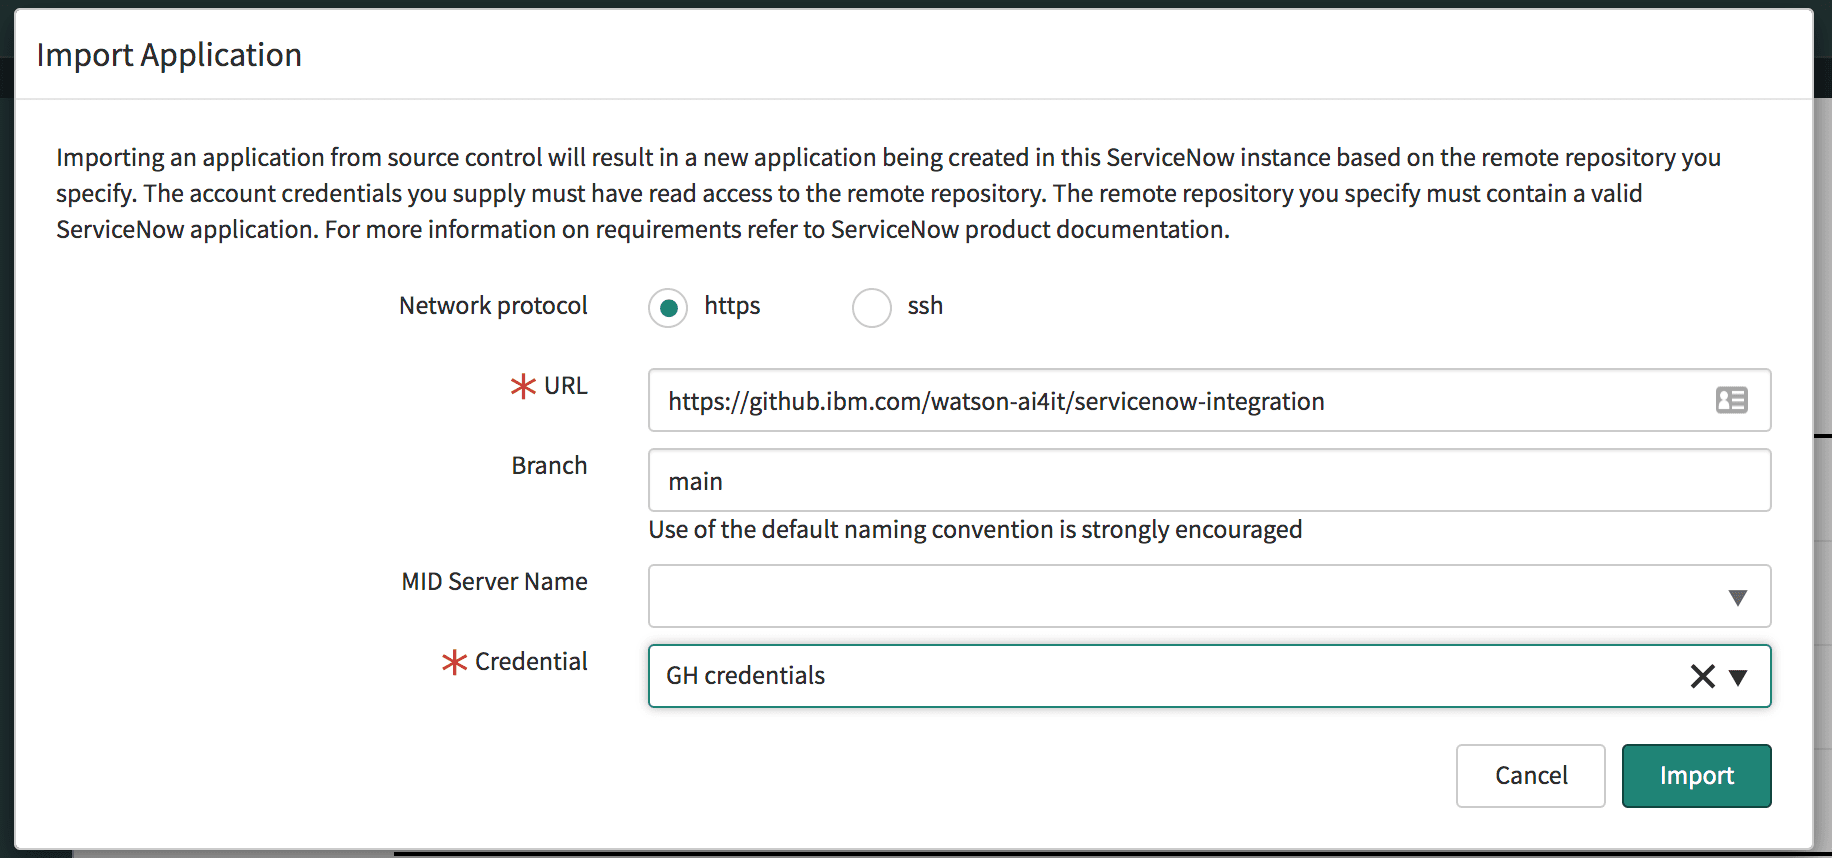 Import Application
Importing an application from source control will result in a new application being created in this ServiceNow instance based on the remote repository you
specify. The account credentials you supply must have read access to the remote repository. The remote repository you specify must contain a valid
ServiceNow application. For more information on requirements refer to ServiceNow product documentation.
Network protocol https ssh
URL https://github.ibm.com/watson-ai4it/servicenow-integration
Branch main
Use of the default naming convention is strongly encouraged
MID Server Name
Credential GH credentials
Cancel Import